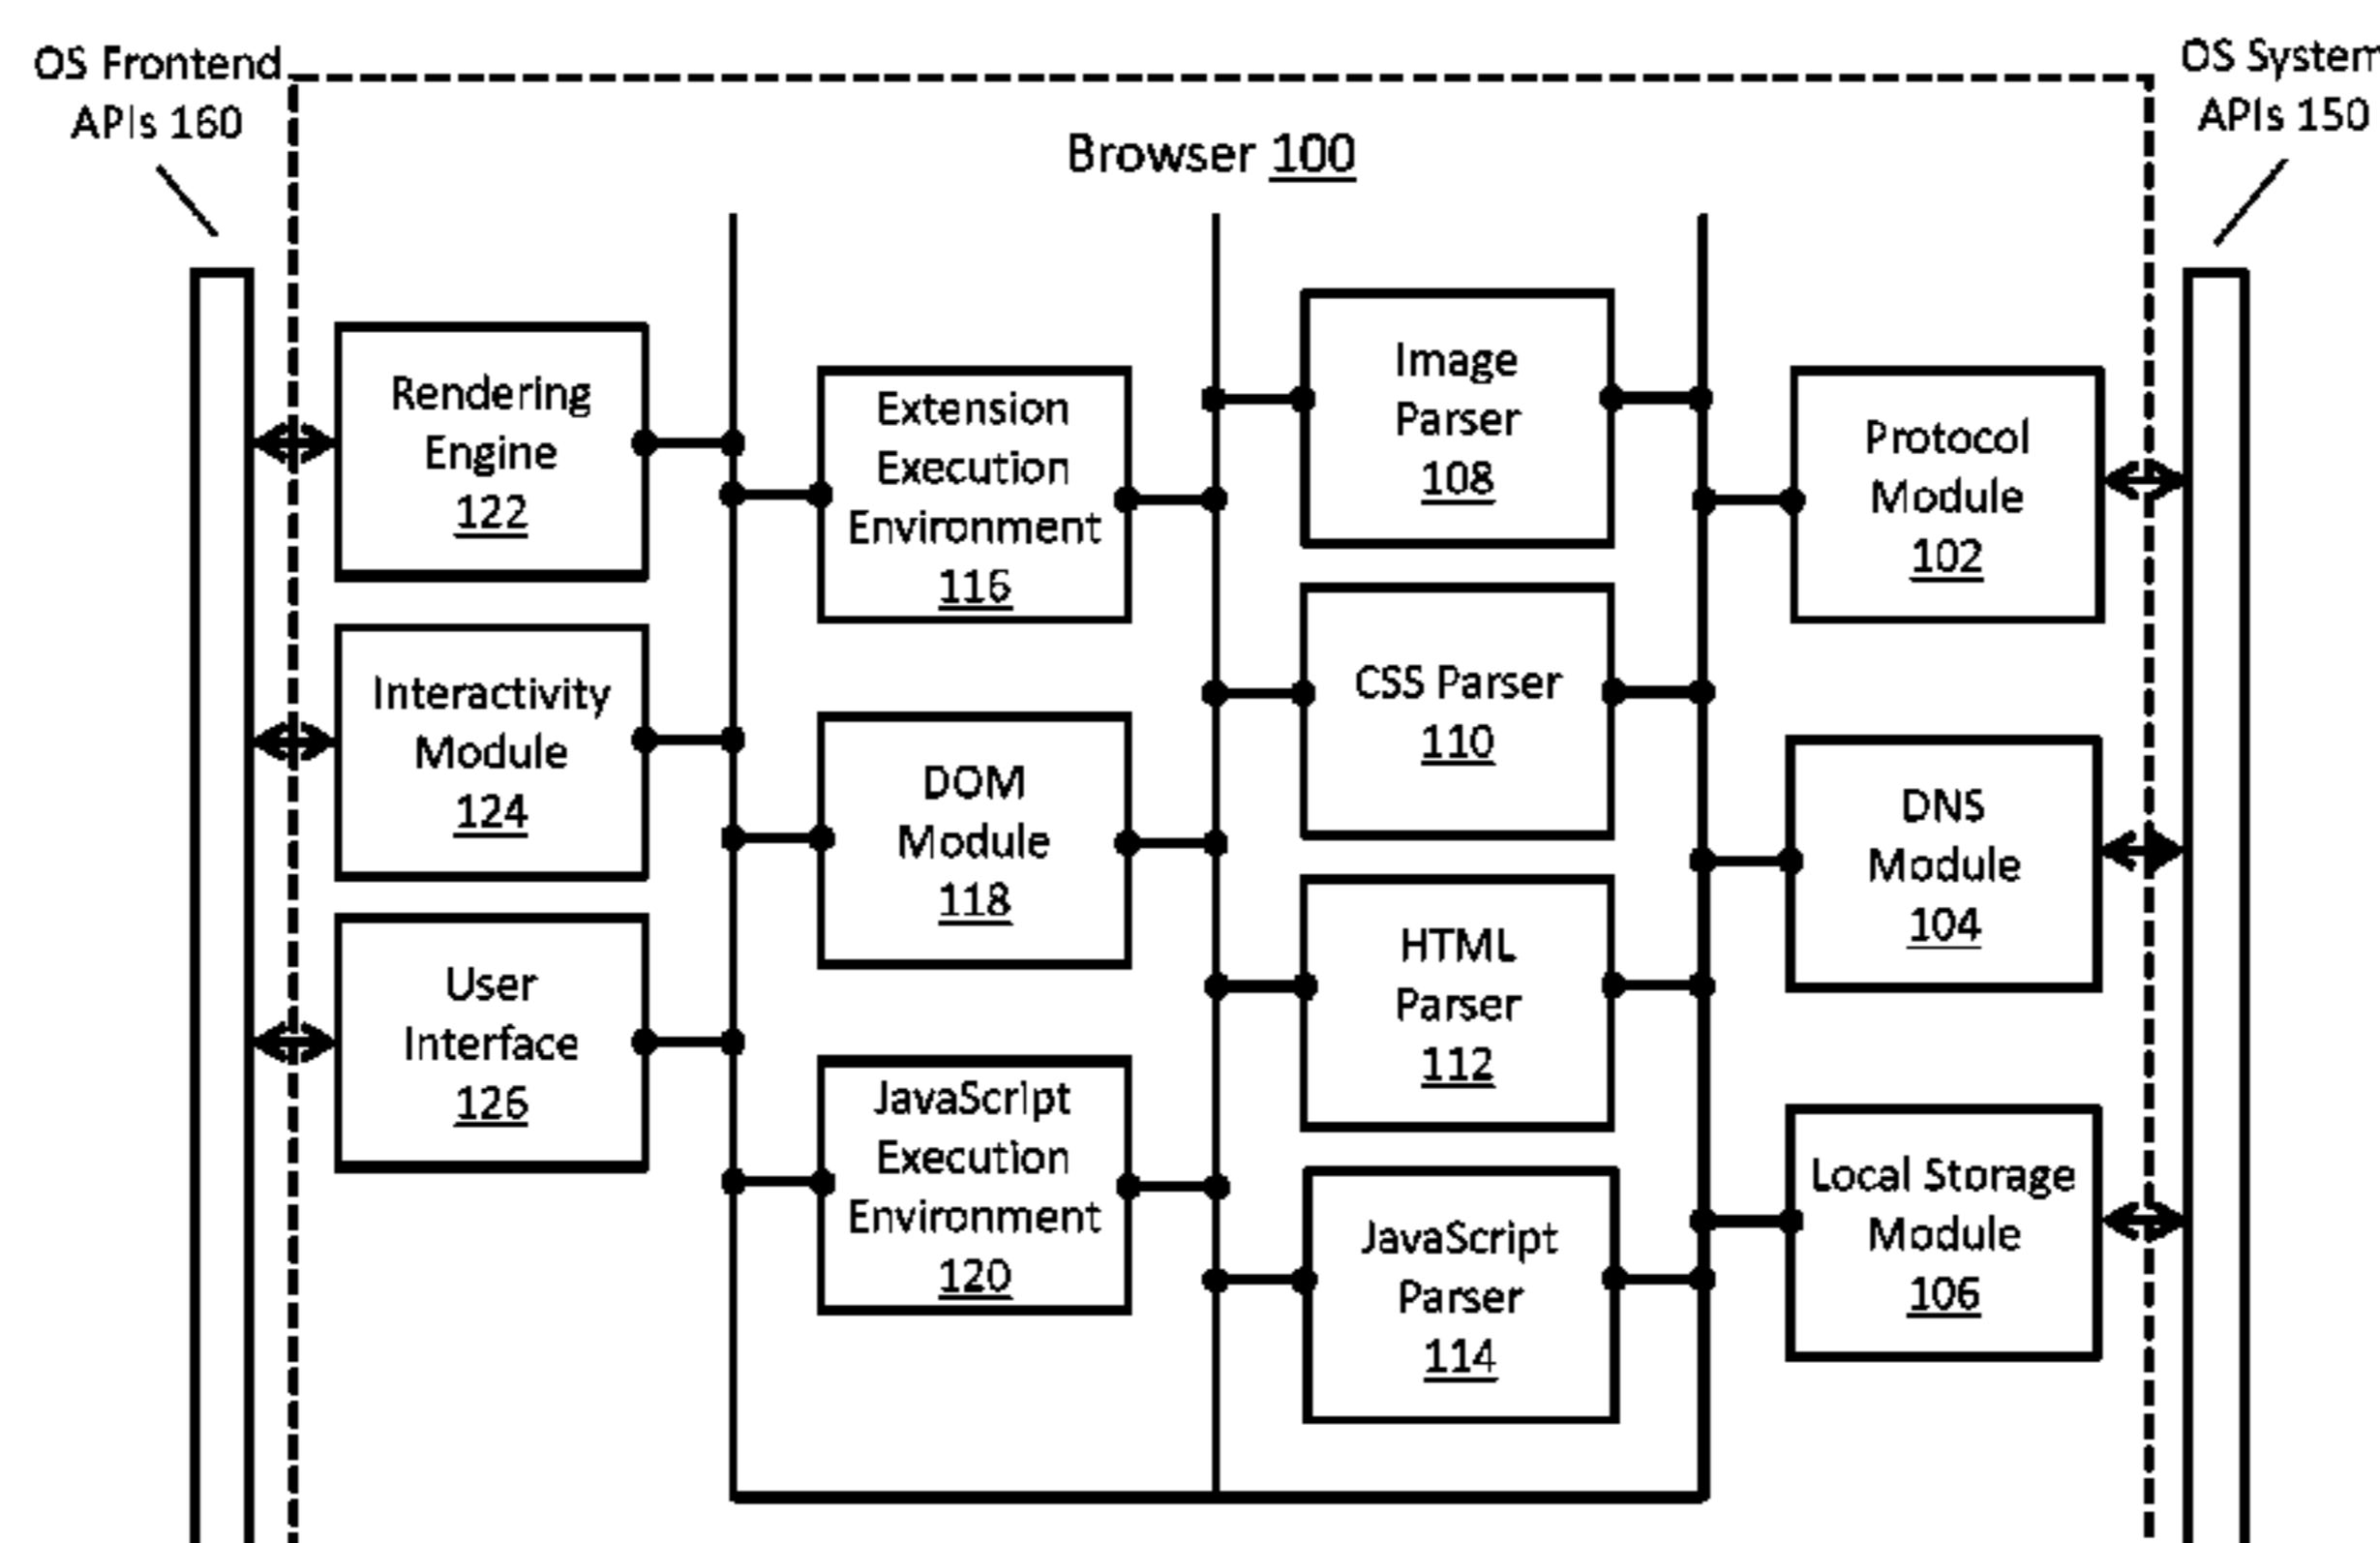 OS Frontend
APIs 160
OS System
APIs 150
Browser 100
Rendering
Engine
122
Interactivity
Module
124
User
Interface
126
Extension
Execution
Environment
116
DOM
Module
118
JavaScript
Execution
Environment
120
Image
Parser
108
CSS Parser
110
HTML
Parser
112
JavaScript
Parser
114
Protocol
Module
102
DNS
Module
104
Local Storage
Module
106